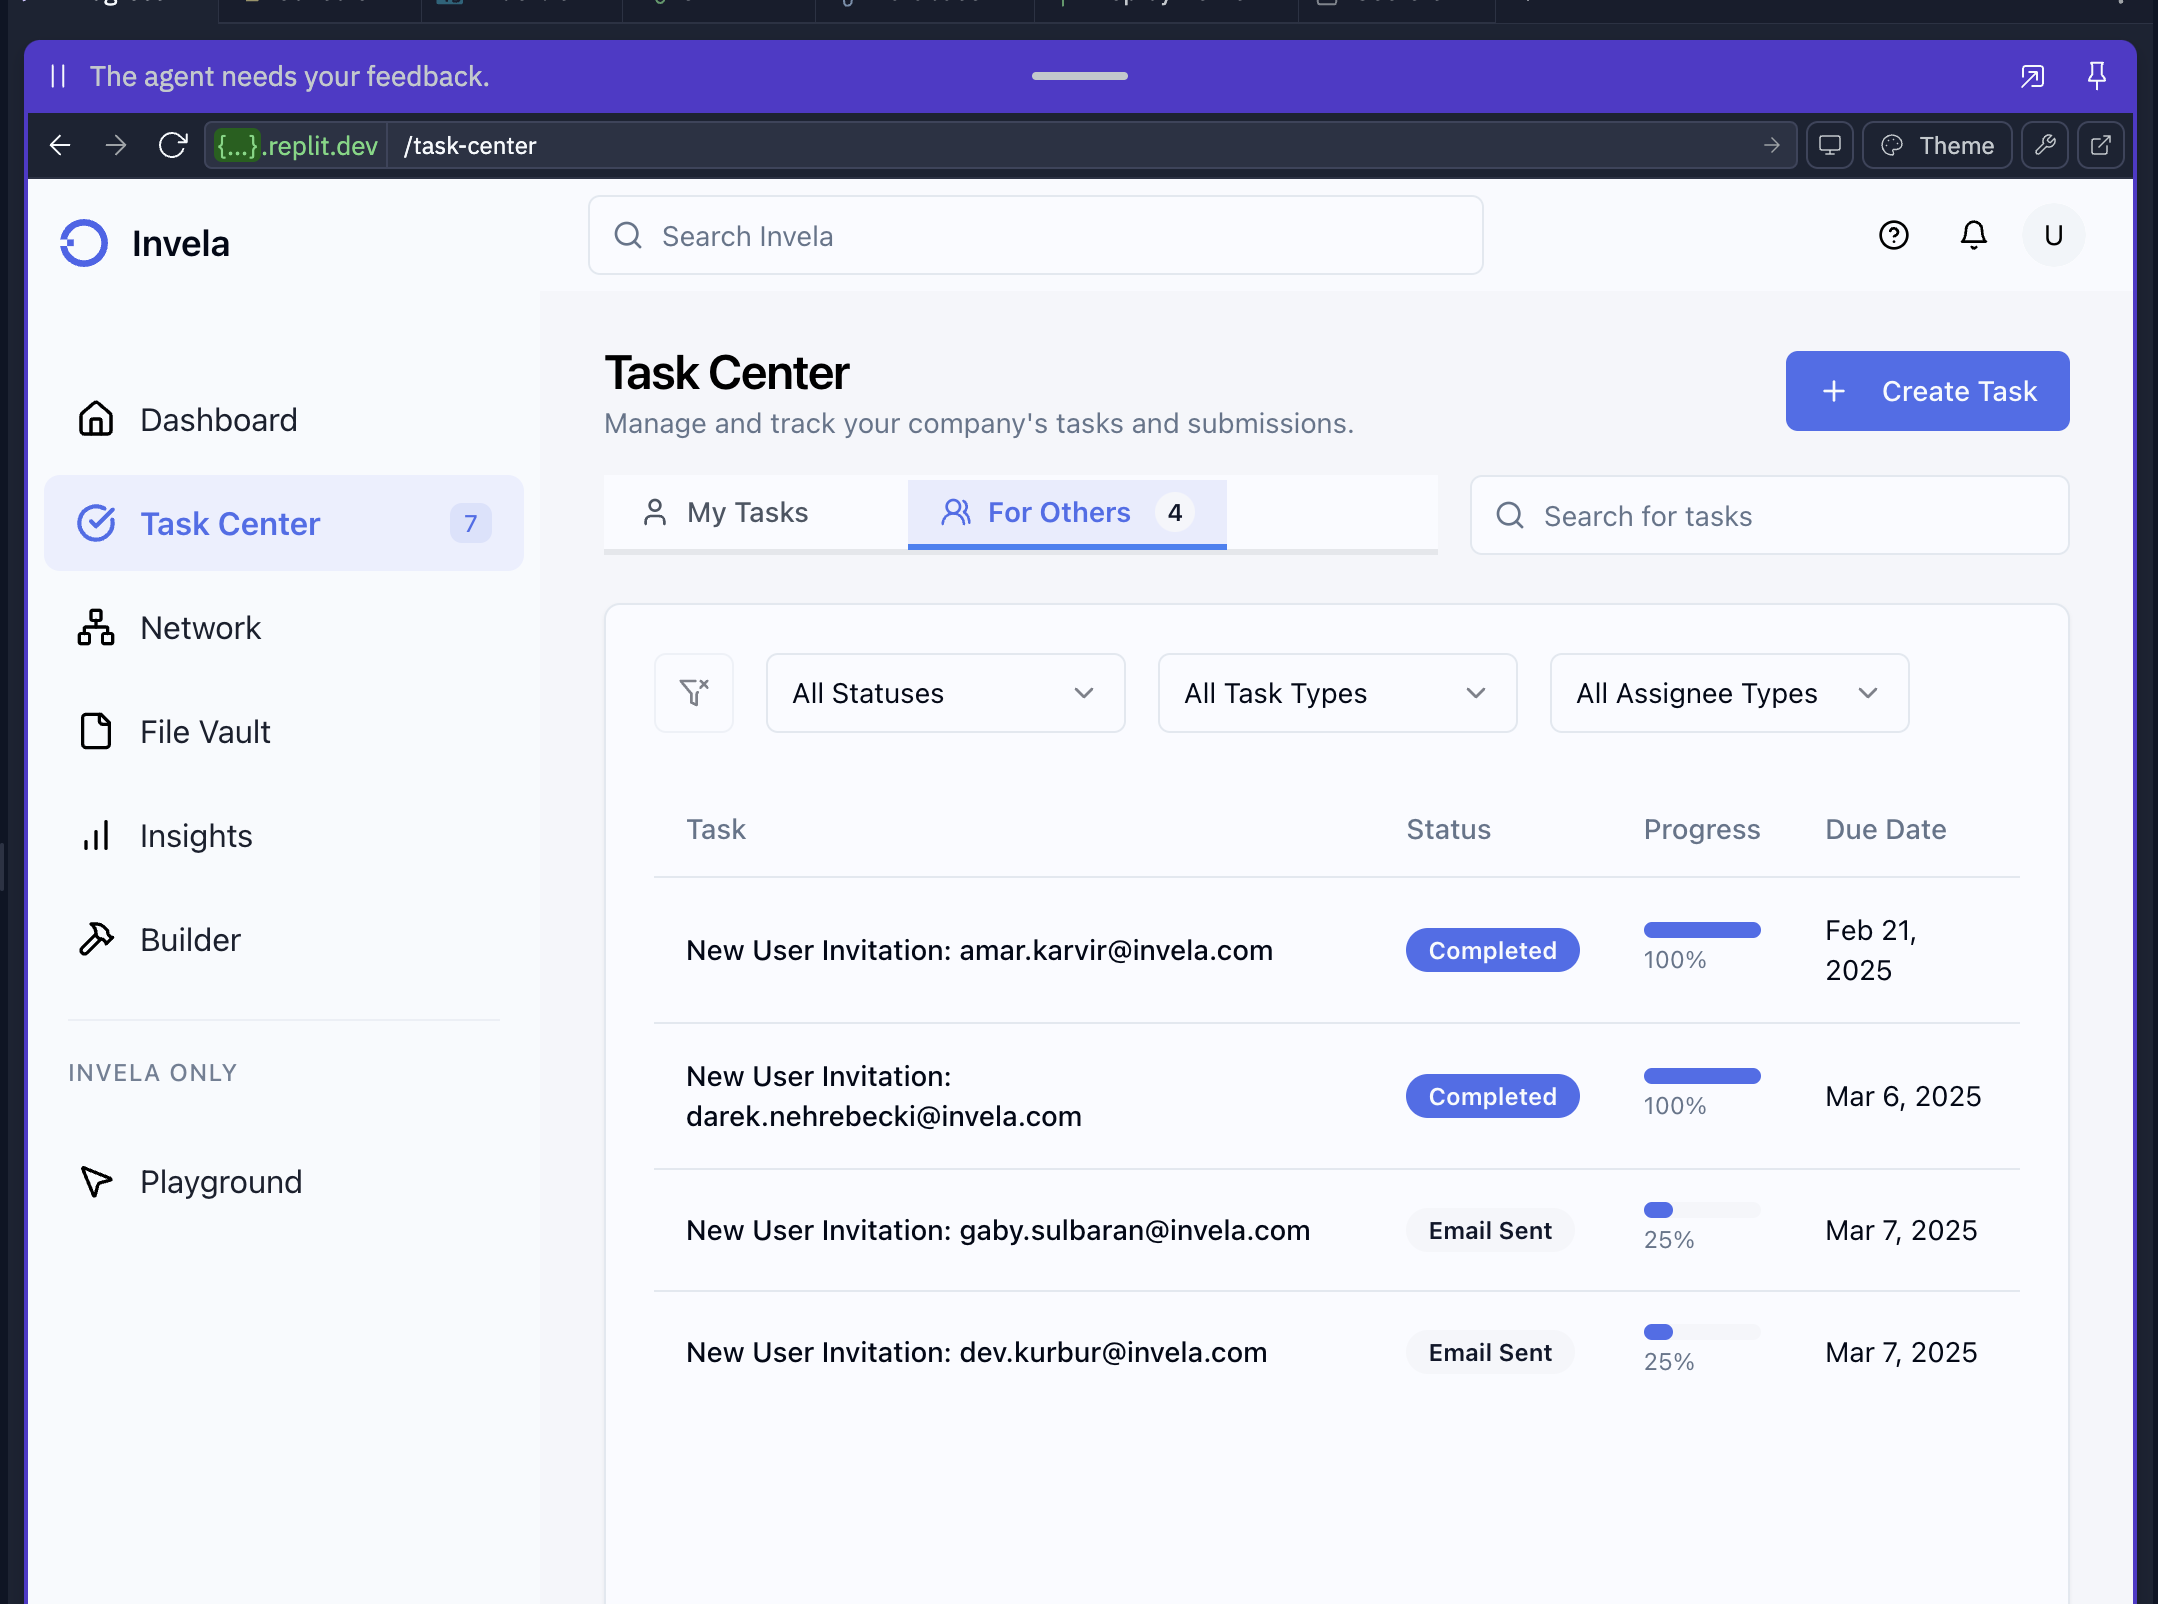 The agent needs your feedback.
{...}.replit.dev /task-center
Theme
Invela
Search Invela
U
Dashboard
Task Center 7
Network
File Vault
Insights
Builder
INVELA ONLY
Playground
Task Center
Manage and track your company's tasks and submissions.
Create Task
My Tasks
For Others 4
Search for tasks
All Statuses
All Task Types
All Assignee Types
Task Status Progress Due Date
New User Invitation: amar.karvir@invela.com
Completed
100%
Feb 21,
2025
New User Invitation:
darek.nehrebecki@invela.com
Completed
100%
Mar 6, 2025
New User Invitation: gaby.sulbaran@invela.com
Email Sent
25%
Mar 7, 2025
New User Invitation: dev.kurbur@invela.com
Email Sent
25%
Mar 7, 2025